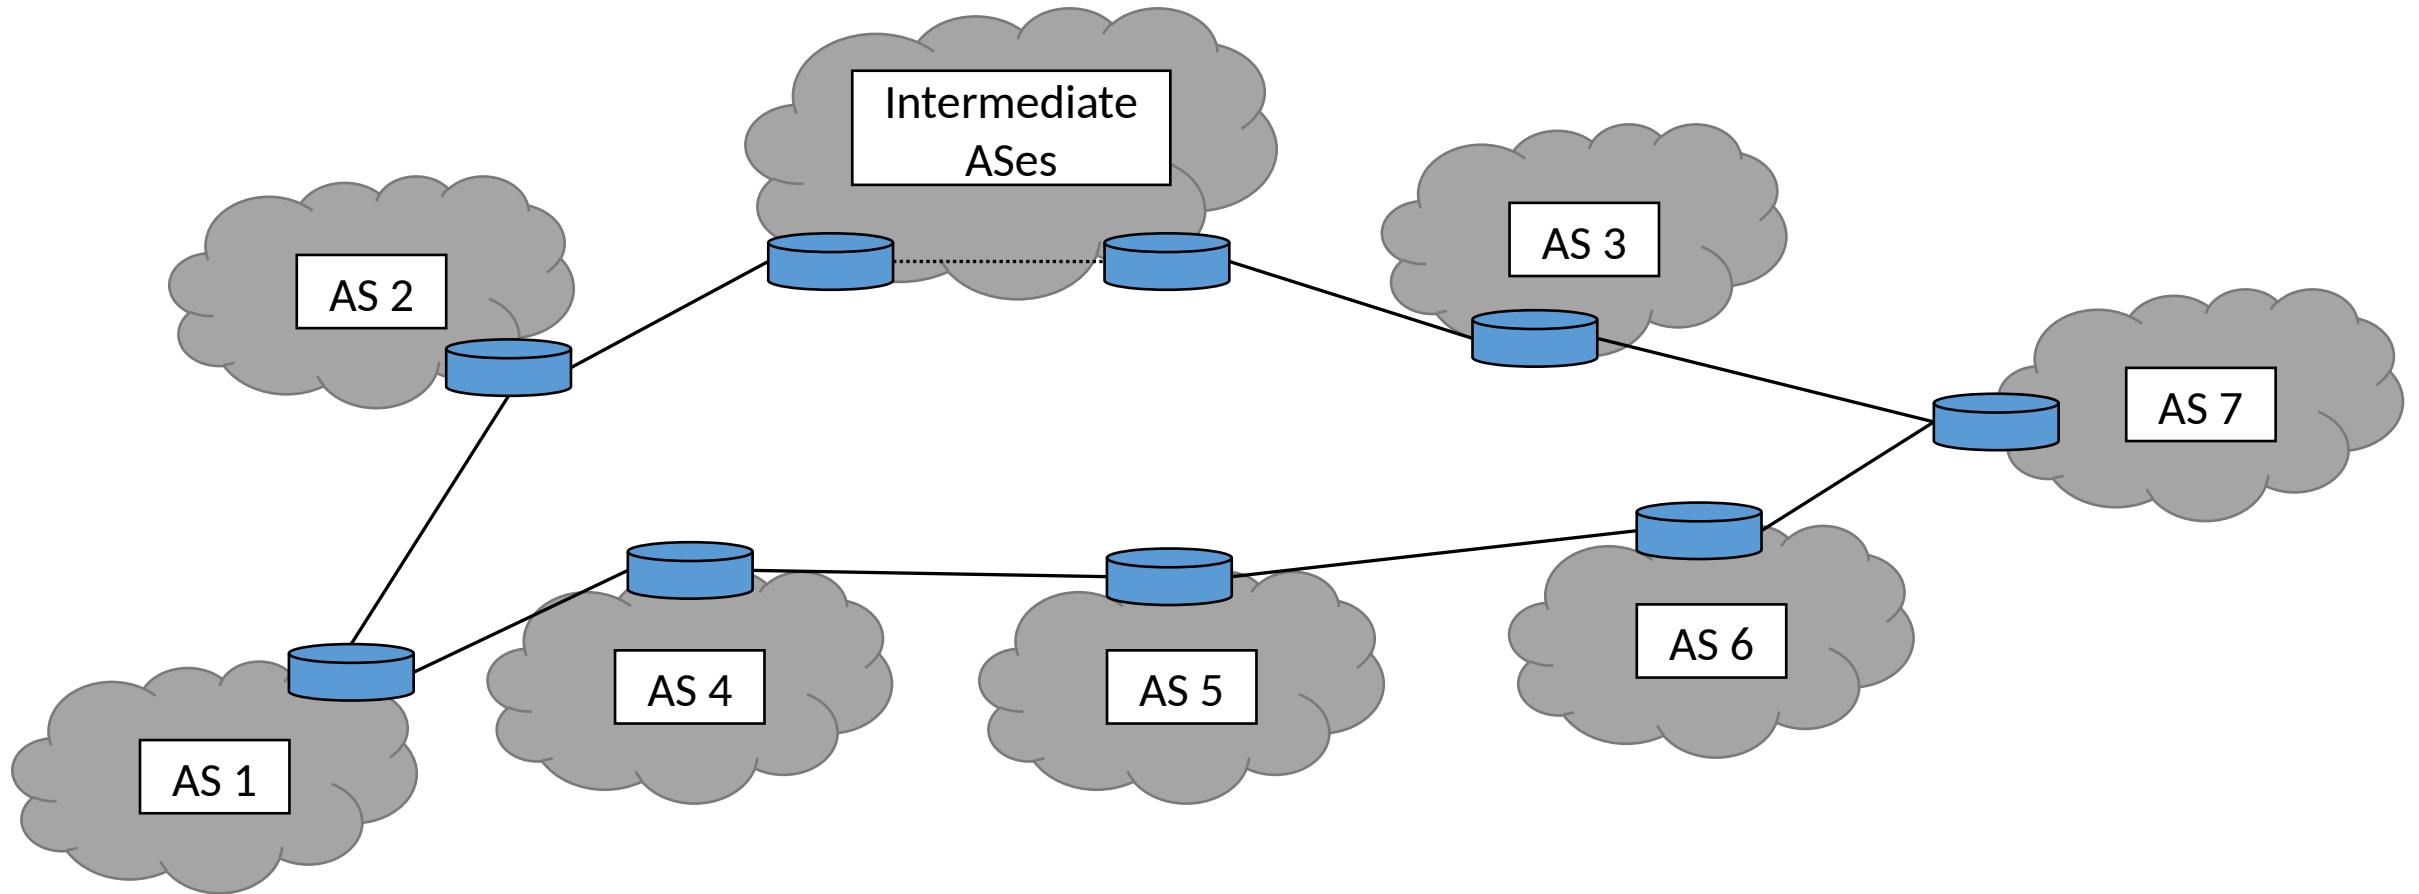 Intermediate
ASes
AS 3
AS 2
AS 7
AS 6
AS 4
AS 5
AS 1